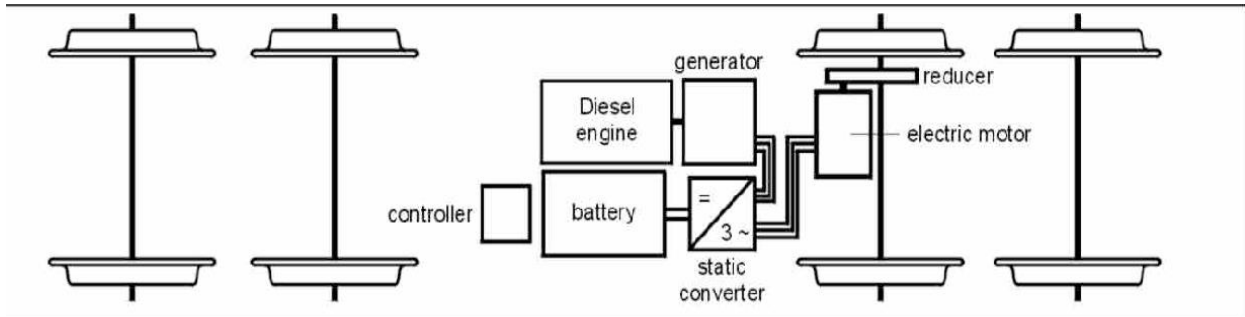 generator
reducer
Diesel
engine
electric motor
controller
battery
=
3 ~
static
converter